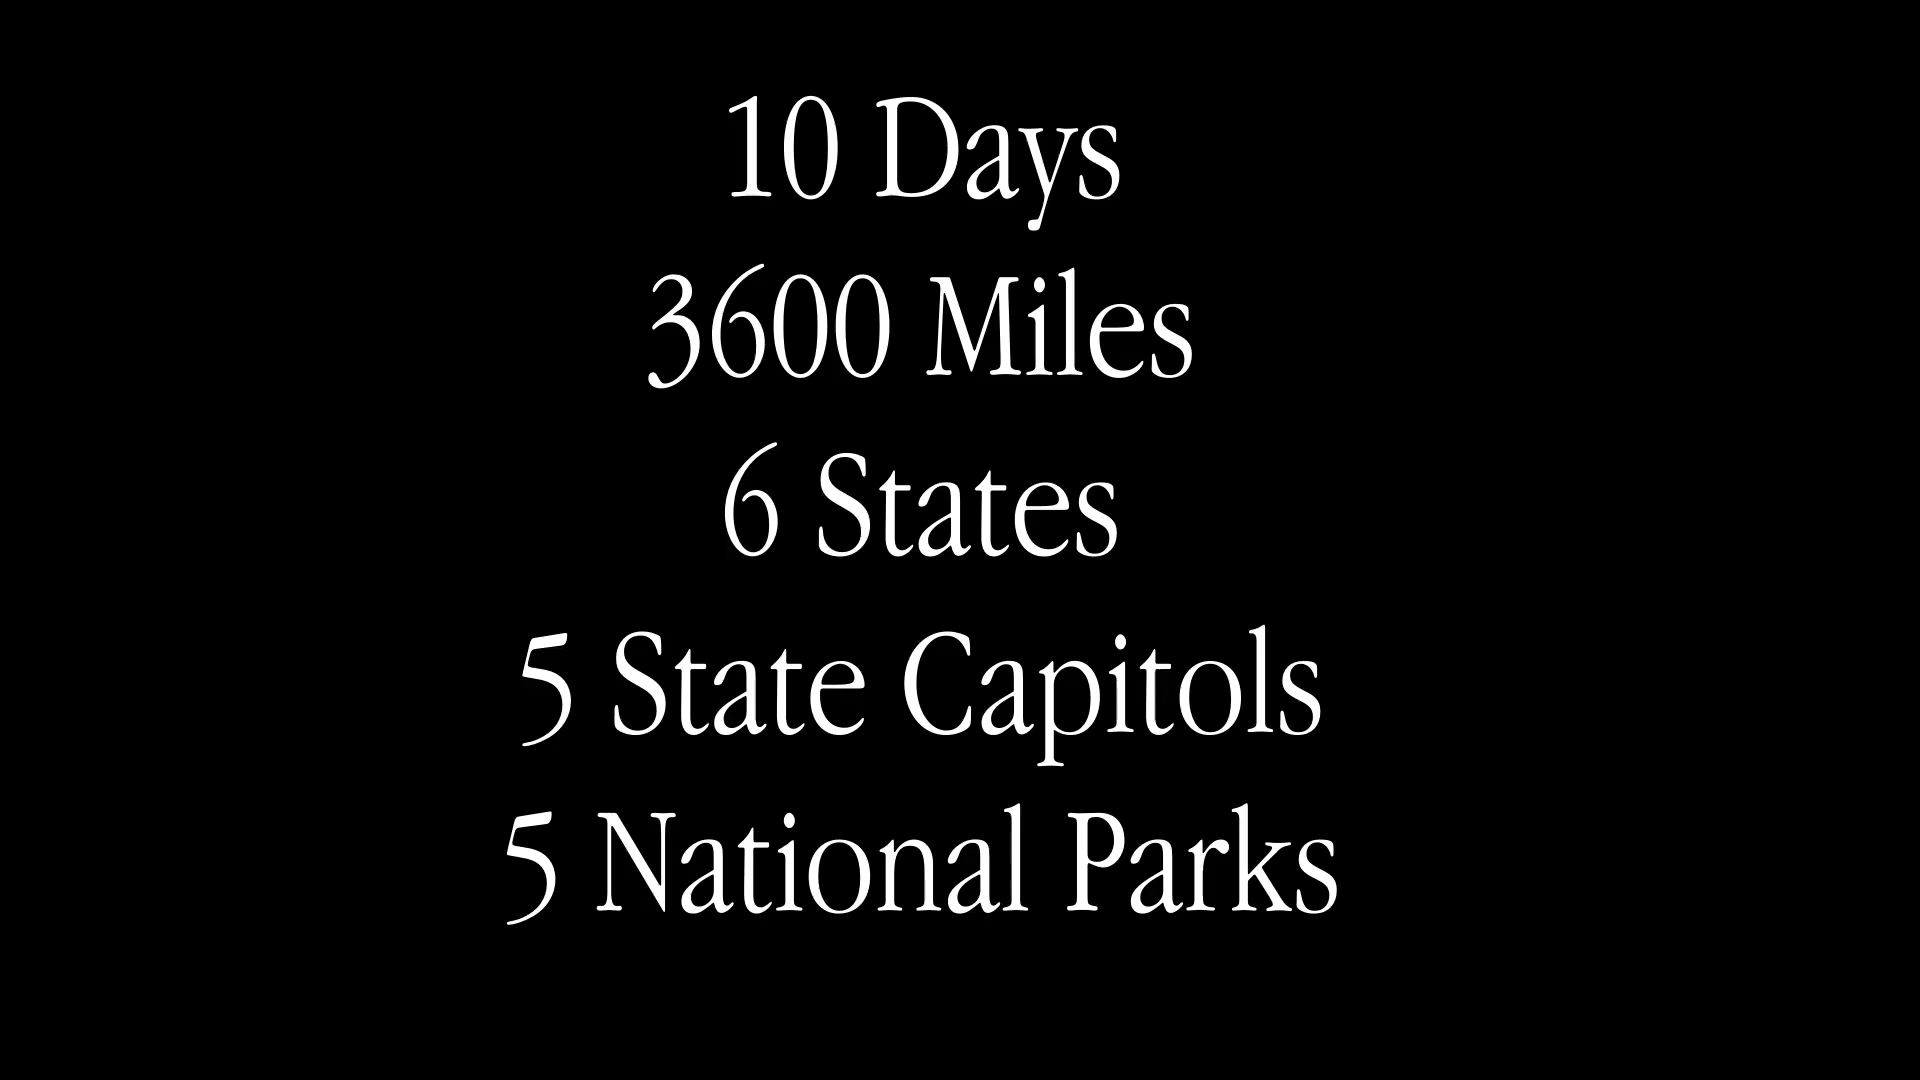 10 Days
3600 Miles
6 States
5 State Capitols
5 National Parks